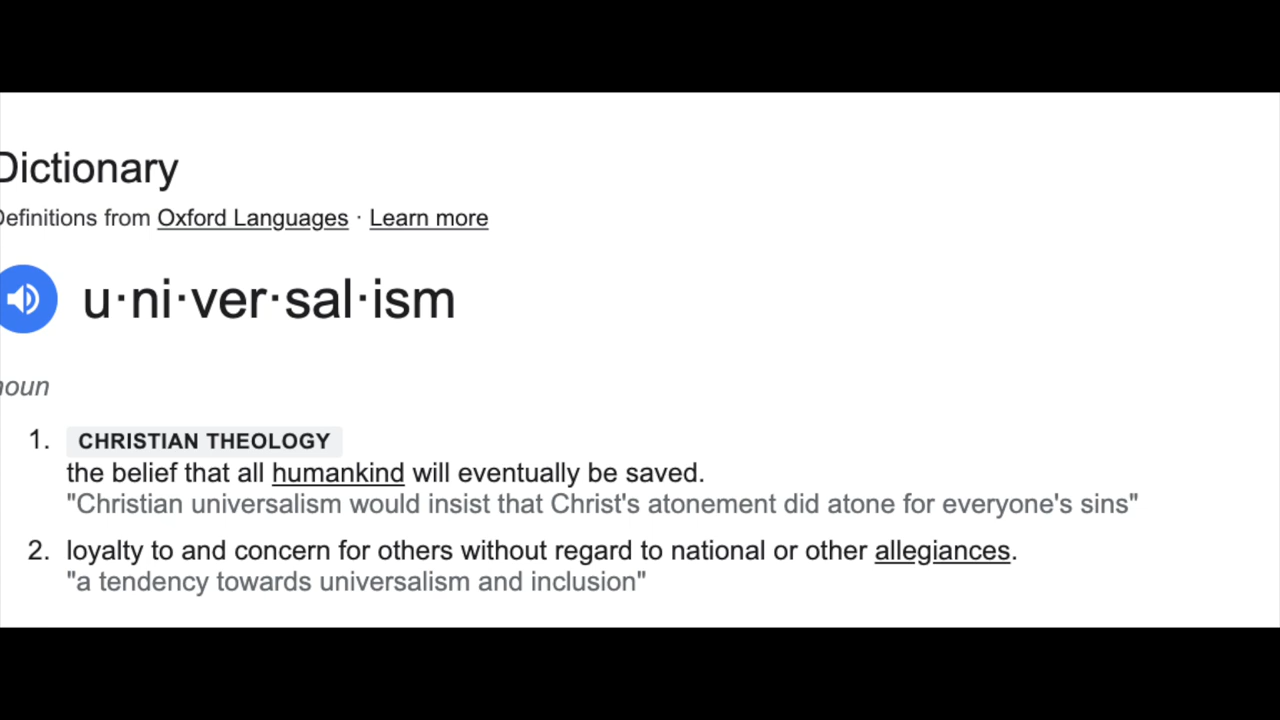 Dictionary
Definitions from Oxford Languages · Learn more
u·ni·ver·sal·ism
noun
1. CHRISTIAN THEOLOGY
the belief that all humankind will eventually be saved.
"Christian universalism would insist that Christ's atonement did atone for everyone's sins"
2. loyalty to and concern for others without regard to national or other allegiances.
"a tendency towards universalism and inclusion"